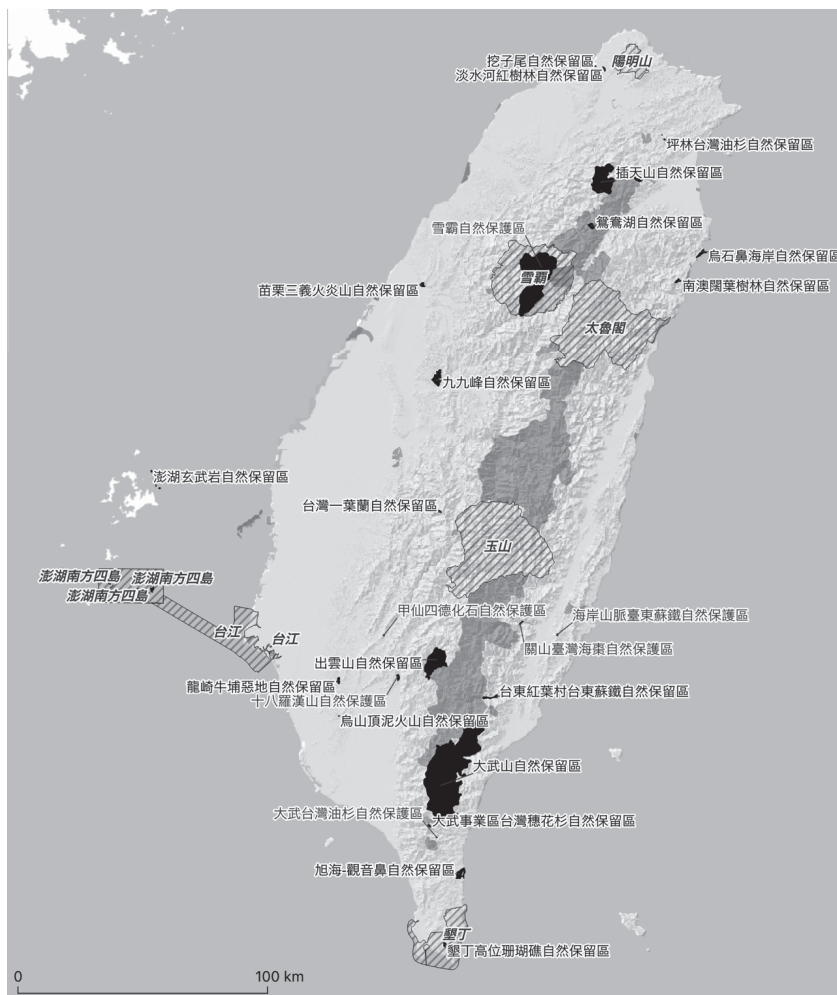 挖子尾自然保留區
陽明山
淡水河紅樹林自然保留區
坪林台灣油杉自然保留區
插天山自然保留區
鴛鴦湖自然保留區
雪霸自然保護區
烏石鼻海岸自然保留區
雪霸
南澳闊葉樹林自然保留區
苗栗三義火炎山自然保留區
太魯閣
九九峰自然保留區
澎湖玄武岩自然保留區
台灣一葉蘭自然保留區
玉山
澎湖南方四島
澎湖南方四島
澎湖南方四島
甲仙四德化石自然保護區
海岸山脈臺東蘇鐵自然保護區
台江
台江
關山臺灣海棗自然保護區
出雲山自然保留區
龍崎牛埔惡地自然保留區
台東紅葉村台東蘇鐵自然保留區
十八羅漢山自然保護區
烏山頂泥火山自然保留區
大武山自然保留區
大武台灣油杉自然保護區
大武事業區台灣穗花杉自然保留區
旭海-觀音鼻自然保留區
墾丁
墾丁高位珊瑚礁自然保留區
0
100 km